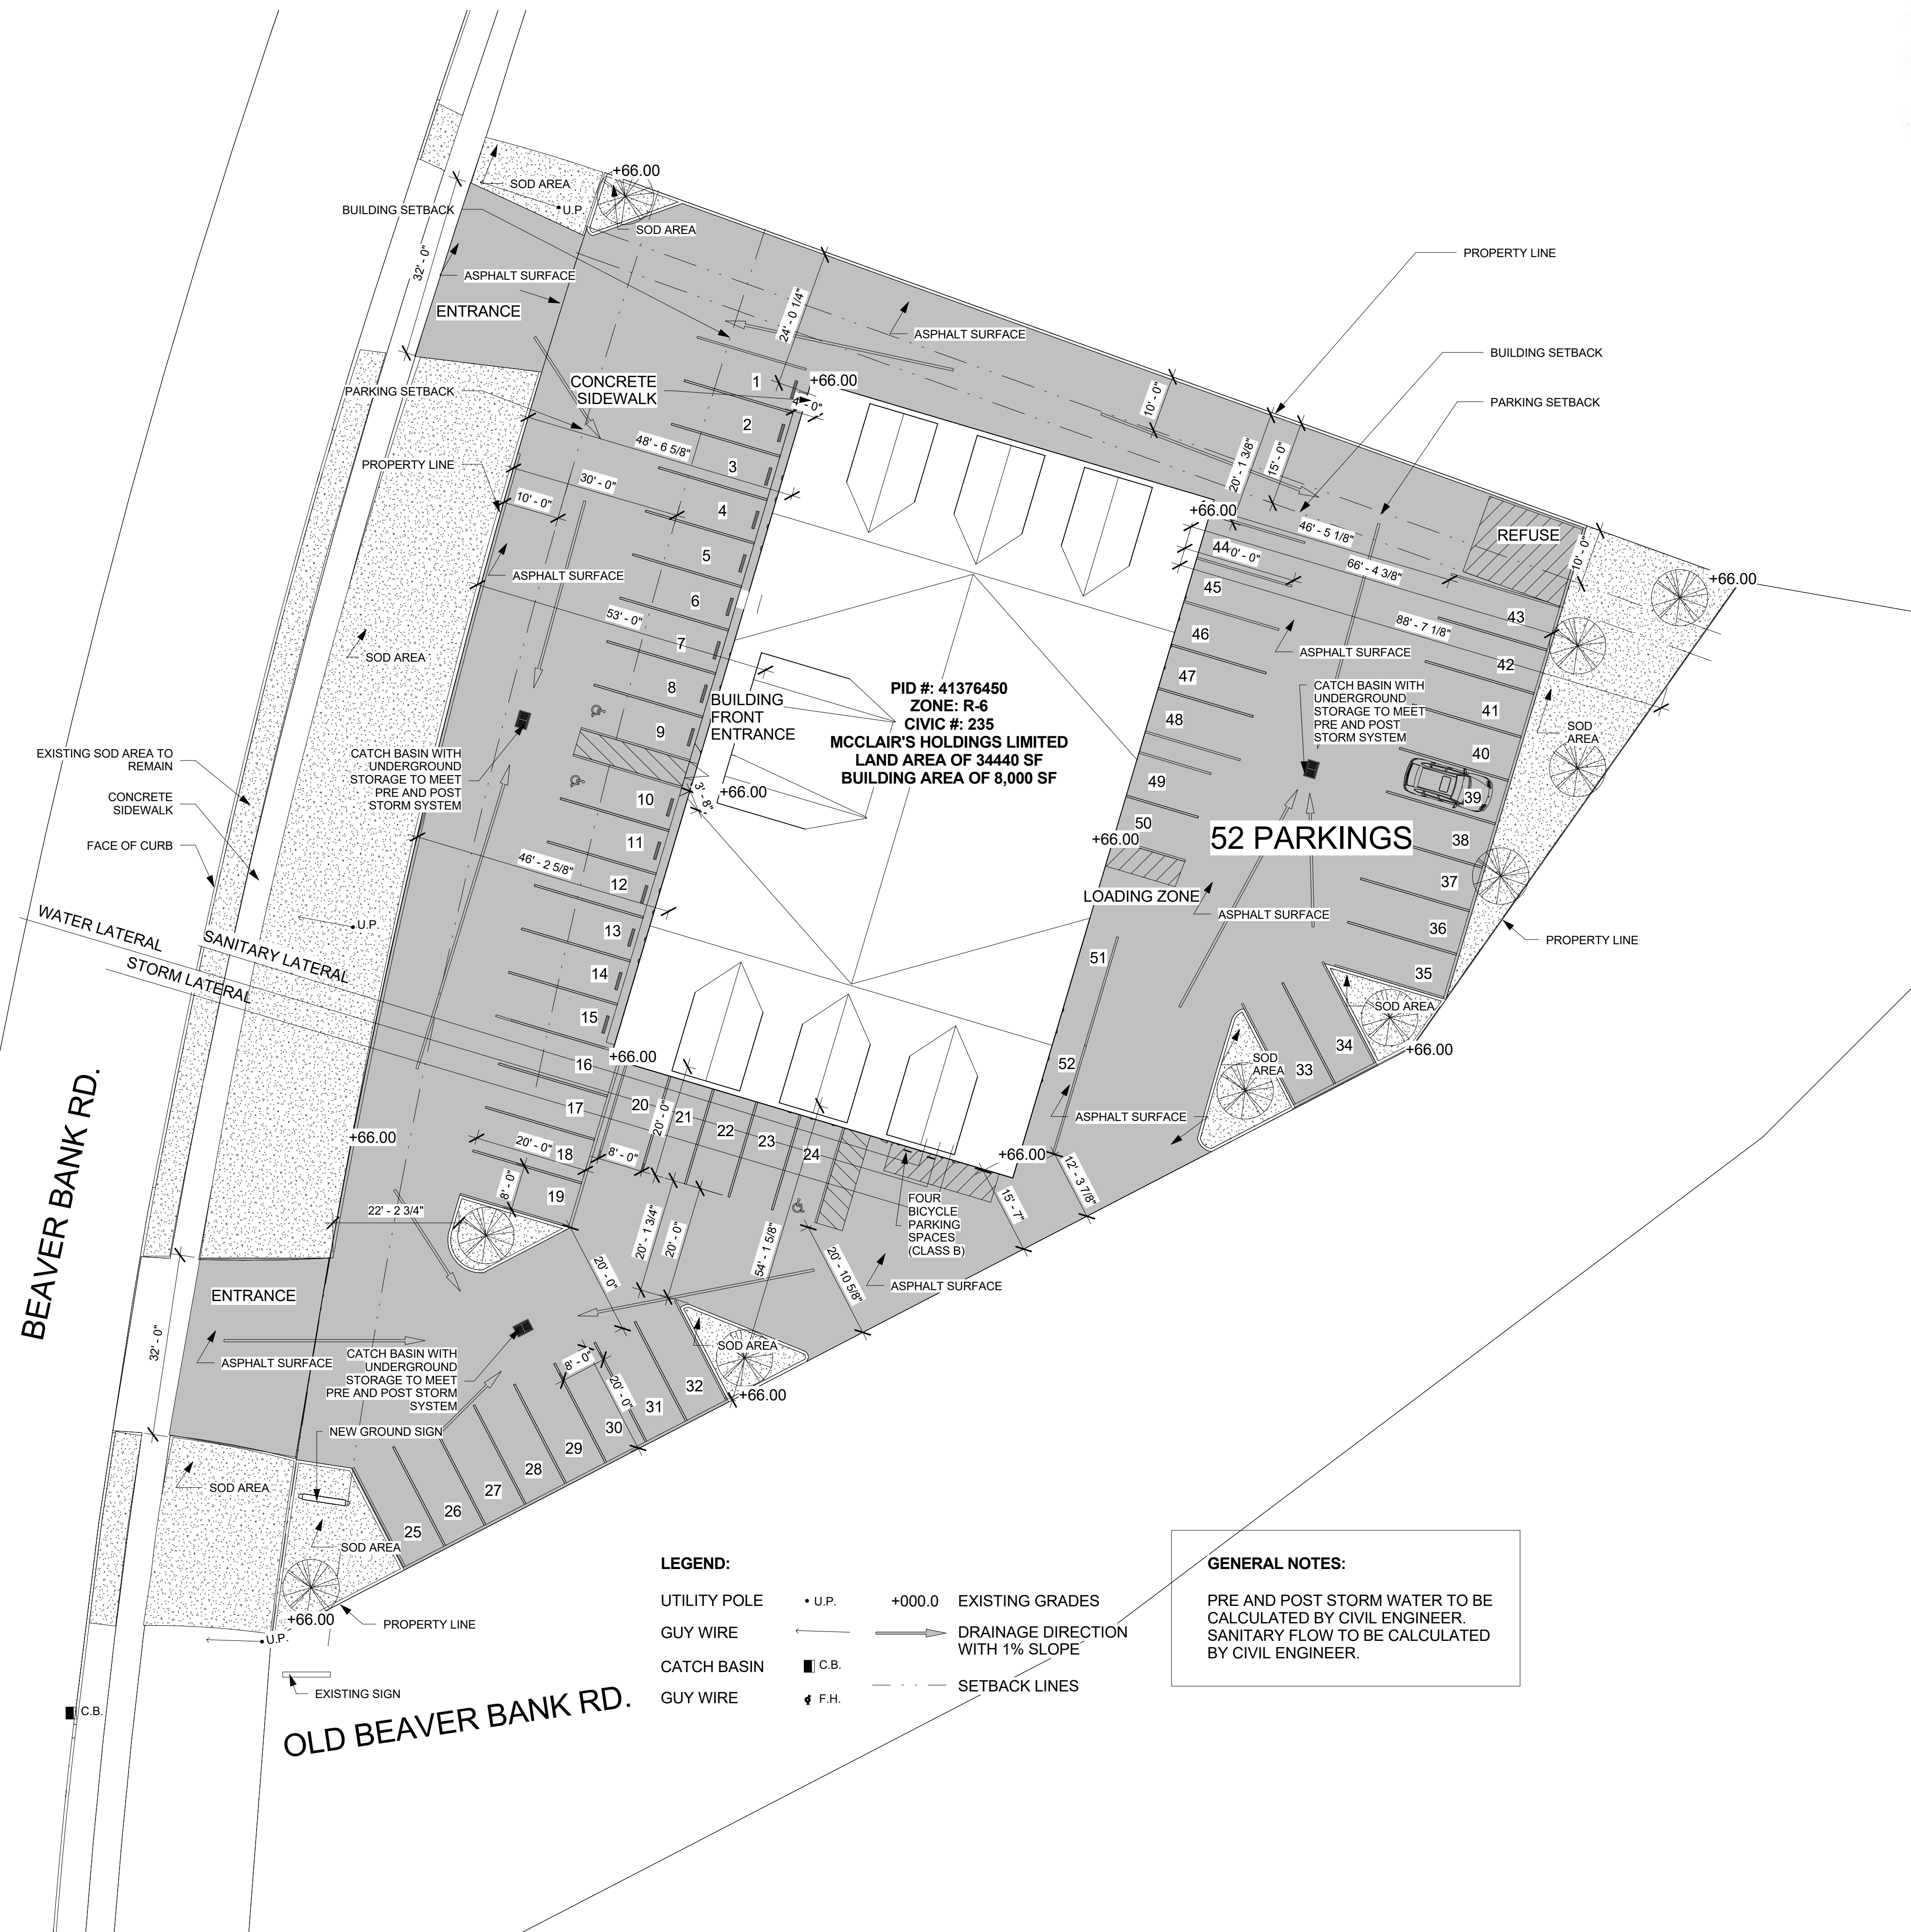 +66.00
SOD AREA
U.P.
BUILDING SETBACK
SOD AREA
32' - 0"
ASPHALT SURFACE
ENTRANCE
24' - 0 1/4"
ASPHALT SURFACE
PROPERTY LINE
BUILDING SETBACK
PARKING SETBACK
CONCRETE
SIDEWALK
PARKING SETBACK
1
+66.00
4' - 0"
10' - 0"
2
48' - 6 5/8"
3
PROPERTY LINE
30' - 0"
10' - 0"
4
20' - 1 3/8"
15' - 0"
+66.00
46' - 5 1/8"
REFUSE
10' - 0"
44
0' - 0"
66' - 4 3/8"
+66.00
5
ASPHALT SURFACE
45
6
53' - 0"
43
88' - 7 1/8"
46
7
SOD AREA
ASPHALT SURFACE
42
47
8
BUILDING
FRONT
ENTRANCE
PID #: 41376450
ZONE: R-6
CIVIC #: 235
MCCLAIR'S HOLDINGS LIMITED
LAND AREA OF 34440 SF
BUILDING AREA OF 8,000 SF
CATCH BASIN WITH
UNDERGROUND
STORAGE TO MEET
PRE AND POST
STORM SYSTEM
41
48
SOD
AREA
9
40
EXISTING SOD AREA TO
REMAIN
CATCH BASIN WITH
UNDERGROUND
STORAGE TO MEET
PRE AND POST
STORM SYSTEM
49
3' - 8"
+66.00
39
CONCRETE
SIDEWALK
10
50
+66.00
52 PARKINGS
38
FACE OF CURB
11
46' - 2 5/8"
12
37
LOADING ZONE
ASPHALT SURFACE
WATER LATERAL
U.P.
SANITARY LATERAL
STORM LATERAL
13
36
PROPERTY LINE
51
14
35
15
SOD AREA
34
+66.00
+66.00
16
52
SOD
AREA
33
BEAVER BANK RD.
17
20
20' - 0"
21
22
23
24
ASPHALT SURFACE
+66.00
20' - 0"
18
8' - 0"
+66.00
12' - 3 7/8"
8' - 0"
19
22' - 2 3/4"
FOUR
BICYCLE
PARKING
SPACES
(CLASS B)
15' - 7"
20' - 1 3/4"
20' - 0"
54' - 1 5/8"
20' - 0"
20' - 10 5/8"
ASPHALT SURFACE
ENTRANCE
32' - 0"
ASPHALT SURFACE
CATCH BASIN WITH
UNDERGROUND
STORAGE TO MEET
PRE AND POST STORM
SYSTEM
8' - 0"
20' - 0"
SOD AREA
32
+66.00
31
30
29
28
27
26
25
NEW GROUND SIGN
SOD AREA
SOD AREA
+66.00
PROPERTY LINE
U.P.
EXISTING SIGN
C.B.
OLD BEAVER BANK RD.
LEGEND:
UTILITY POLE
U.P.
+000.0
EXISTING GRADES
GUY WIRE
DRAINAGE DIRECTION
WITH 1% SLOPE
CATCH BASIN
C.B.
SETBACK LINES
GUY WIRE
F.H.
GENERAL NOTES:
PRE AND POST STORM WATER TO BE
CALCULATED BY CIVIL ENGINEER.
SANITARY FLOW TO BE CALCULATED
BY CIVIL ENGINEER.